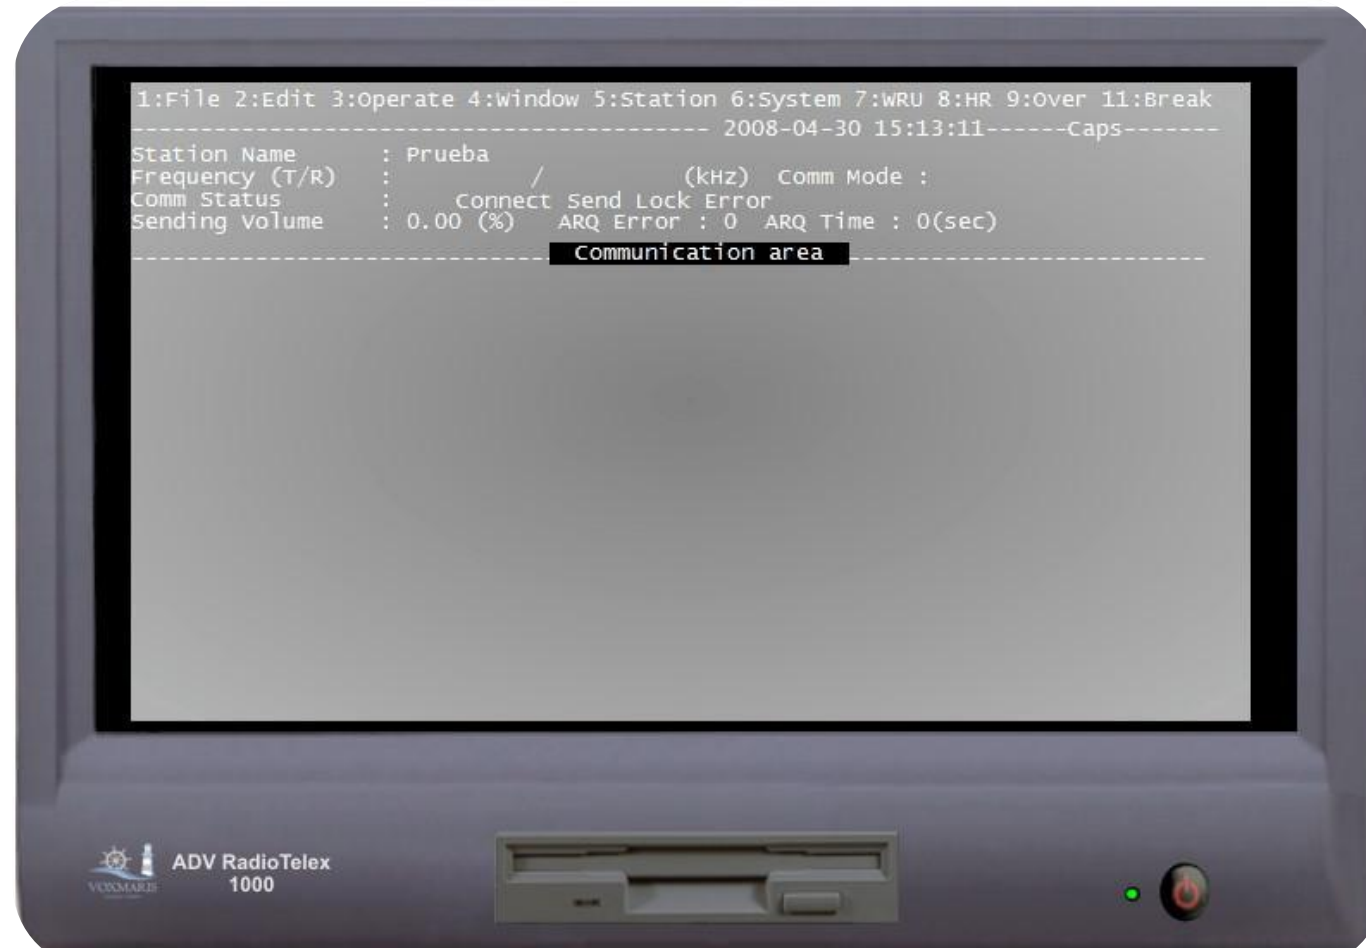 1:File 2:Edit 3:Operate 4:Window 5:Station 6:System 7:WRU 8:HR 9:Over 11:Break
------------------------------------------ 2008-04-30 15:13:11------Caps-------
Station Name : Prueba
Frequency (T/R) : / (kHz) Comm Mode :
Comm Status : Connect Send Lock Error
Sending Volume : 0.00 (%) ARQ Error : 0 ARQ Time : 0(sec)
Communication area
ADV RadioTelex
1000
VOXMARIS